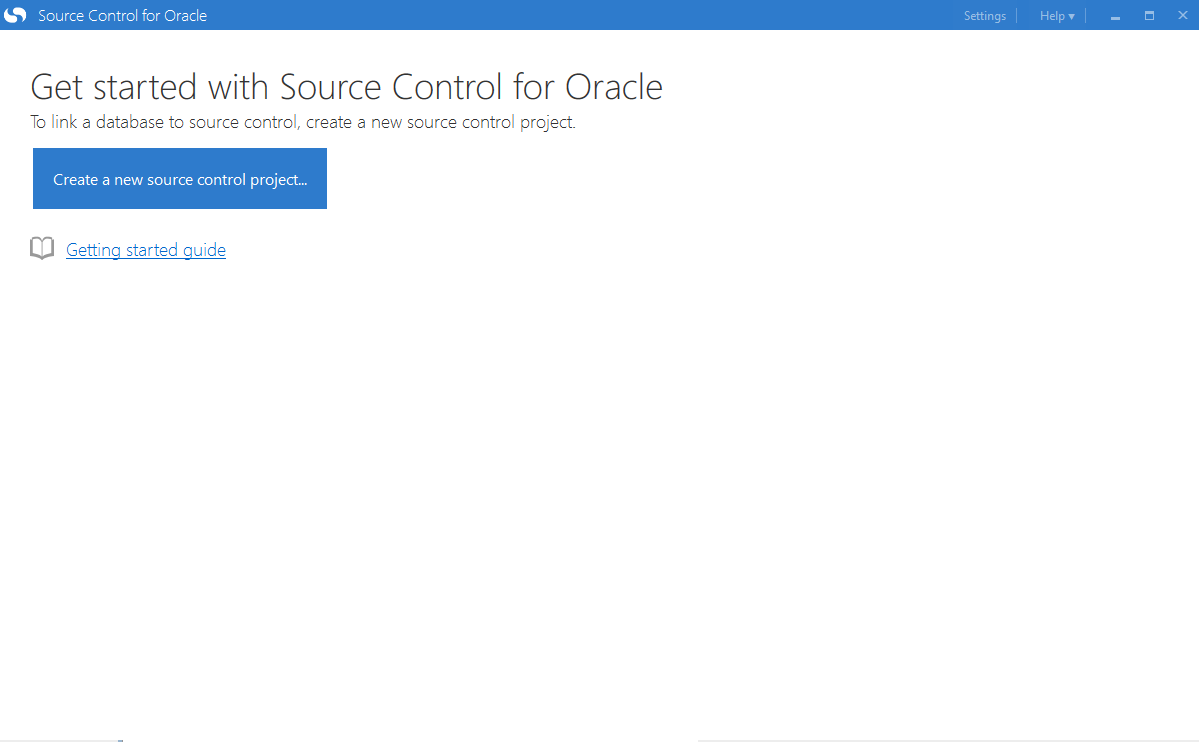 Source Control for Oracle
Settings
Help ▾
Get started with Source Control for Oracle
To link a database to source control, create a new source control project.
Create a new source control project...
Getting started guide